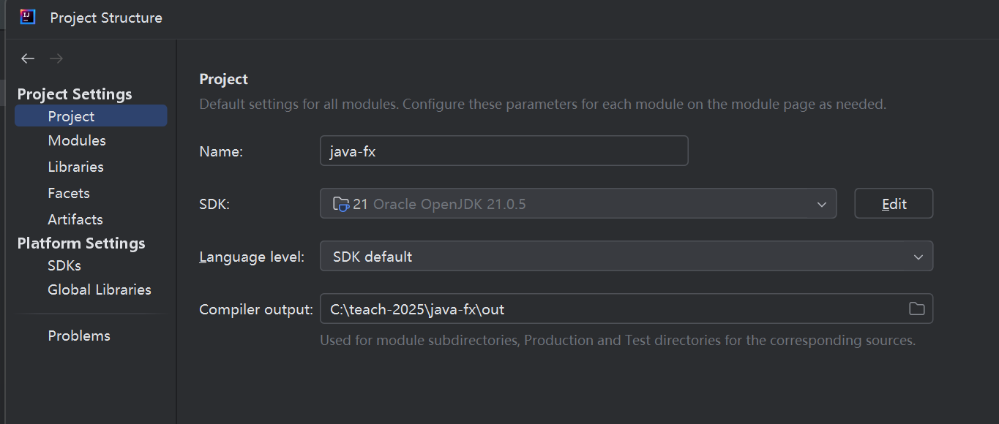 Project Structure
Project Settings
Project
Modules
Libraries
Facets
Artifacts
Platform Settings
SDKs
Global Libraries
Problems
Project
Default settings for all modules. Configure these parameters for each module on the module page as needed.
Name: java-fx
SDK: 21 Oracle OpenJDK 21.0.5 Edit
Language level: SDK default
Compiler output: C:\teach-2025\java-fx\out
Used for module subdirectories, Production and Test directories for the corresponding sources.